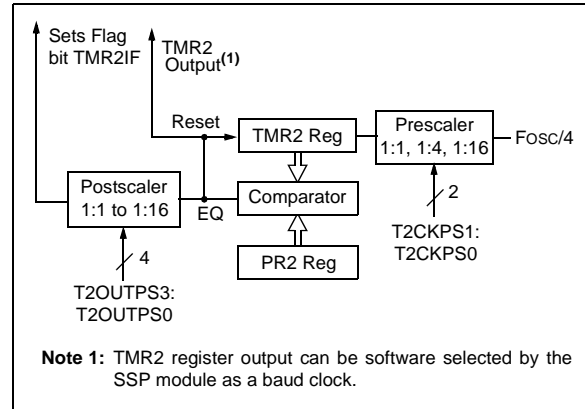 Sets Flag
bit TMR2IF
TMR2
Output(1)
Reset
TMR2 Reg
Prescaler
1:1, 1:4, 1:16
FOSC/4
Postscaler
1:1 to 1:16
EQ
Comparator
2
T2CKPS1:
T2CKPS0
PR2 Reg
4
T2OUTPS3:
T2OUTPS0
Note 1: TMR2 register output can be software selected by the
SSP module as a baud clock.